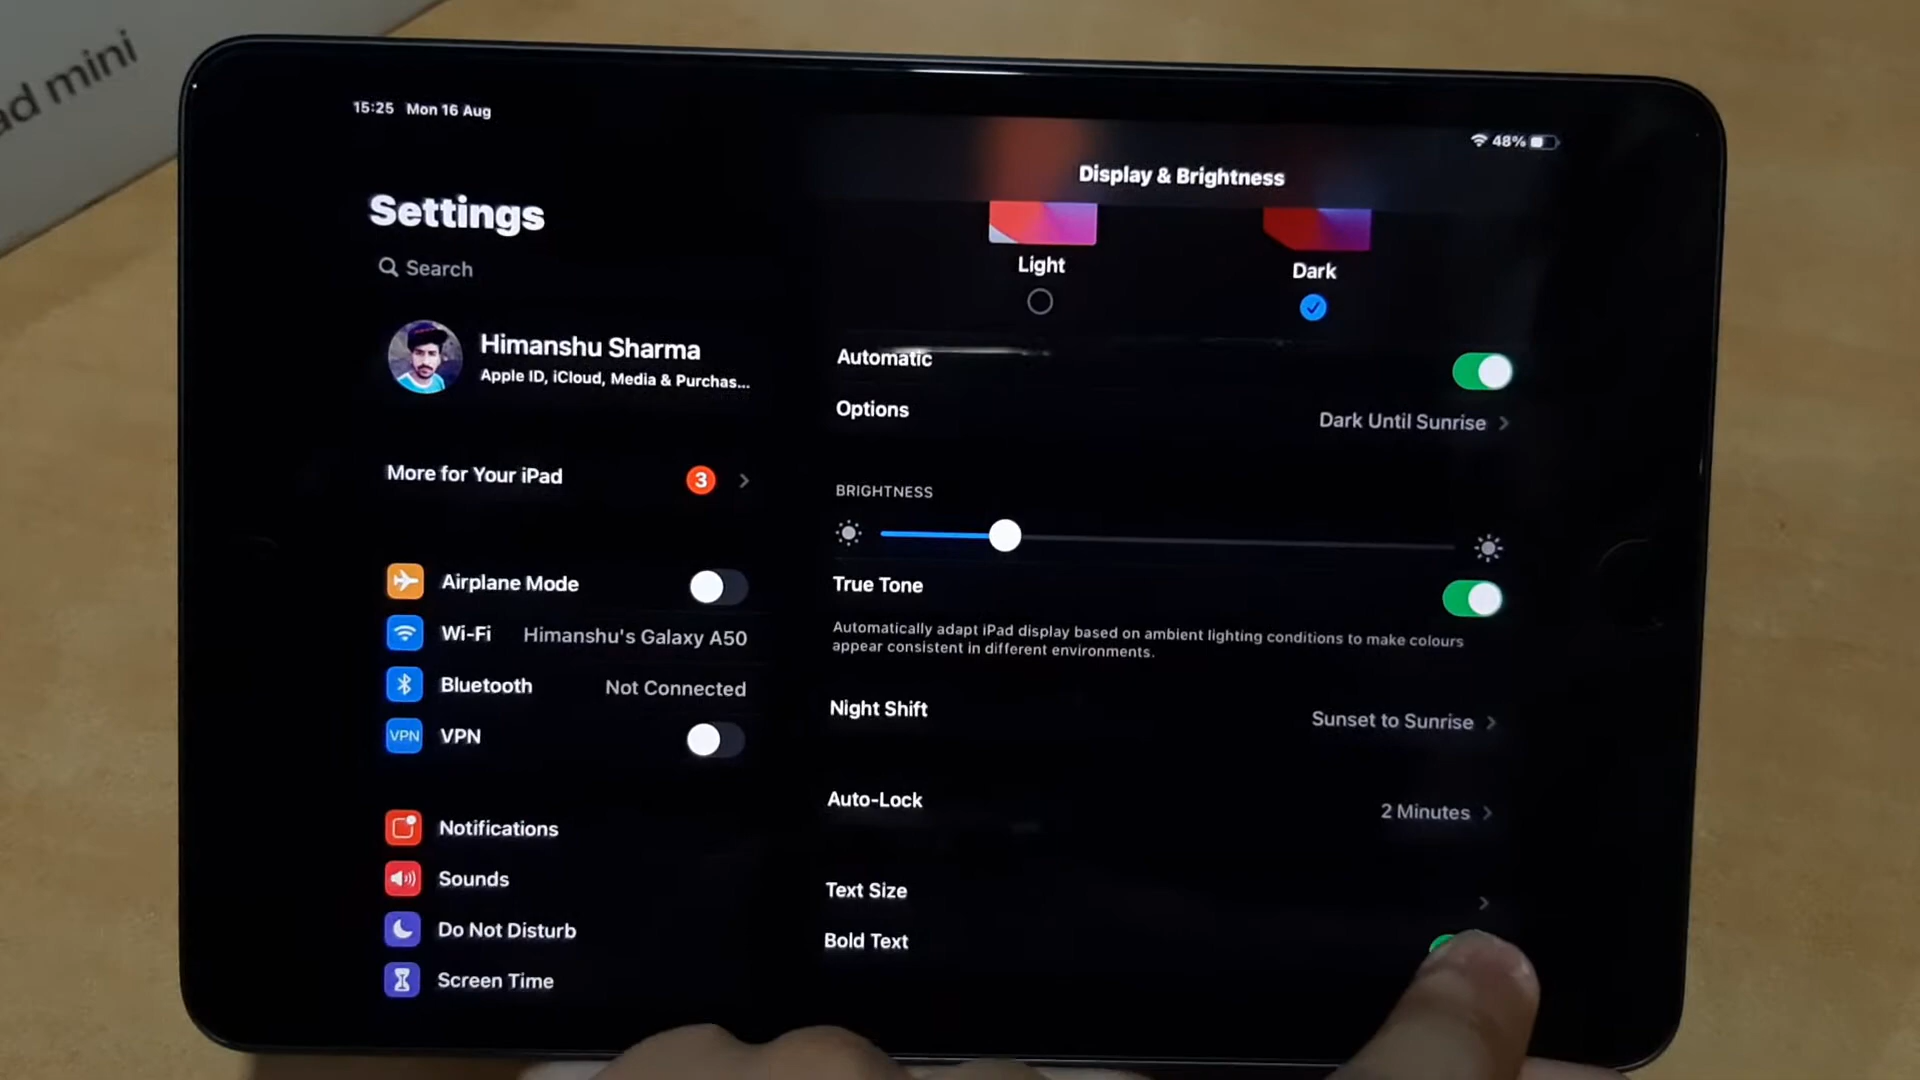 ad mini
15:25 Mon 16 Aug
48%
Settings
Search
Himanshu Sharma
Apple ID, iCloud, Media & Purchas...
More for Your iPad 3
Airplane Mode
Wi-Fi Himanshu's Galaxy A50
Bluetooth Not Connected
VPN VPN
Notifications
Sounds
Do Not Disturb
Screen Time
Display & Brightness
Light Dark
Automatic
Options Dark Until Sunrise
BRIGHTNESS
True Tone
Automatically adapt iPad display based on ambient lighting conditions to make colours
appear consistent in different environments.
Night Shift Sunset to Sunrise
Auto-Lock 2 Minutes
Text Size
Bold Text